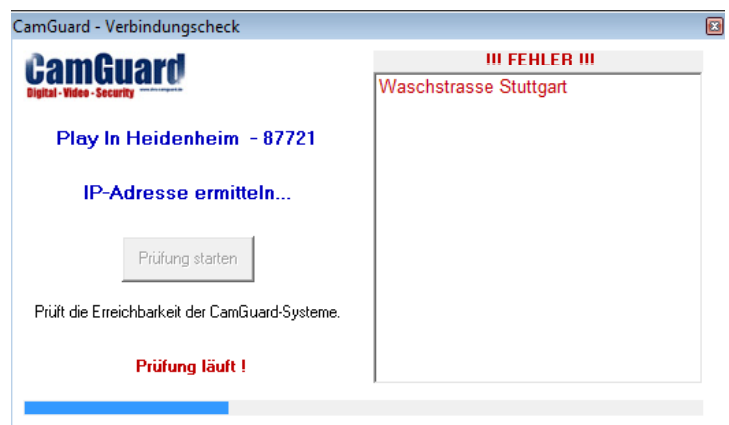 CamGuard - Verbindungscheck
CamGuard
Digital - Video - Security
Play In Heidenheim - 87721
IP-Adresse ermitteln...
Prüfung starten
Prüft die Erreichbarkeit der CamGuard-Systeme.
Prüfung läuft !
!!! FEHLER !!!
Waschstrasse Stuttgart